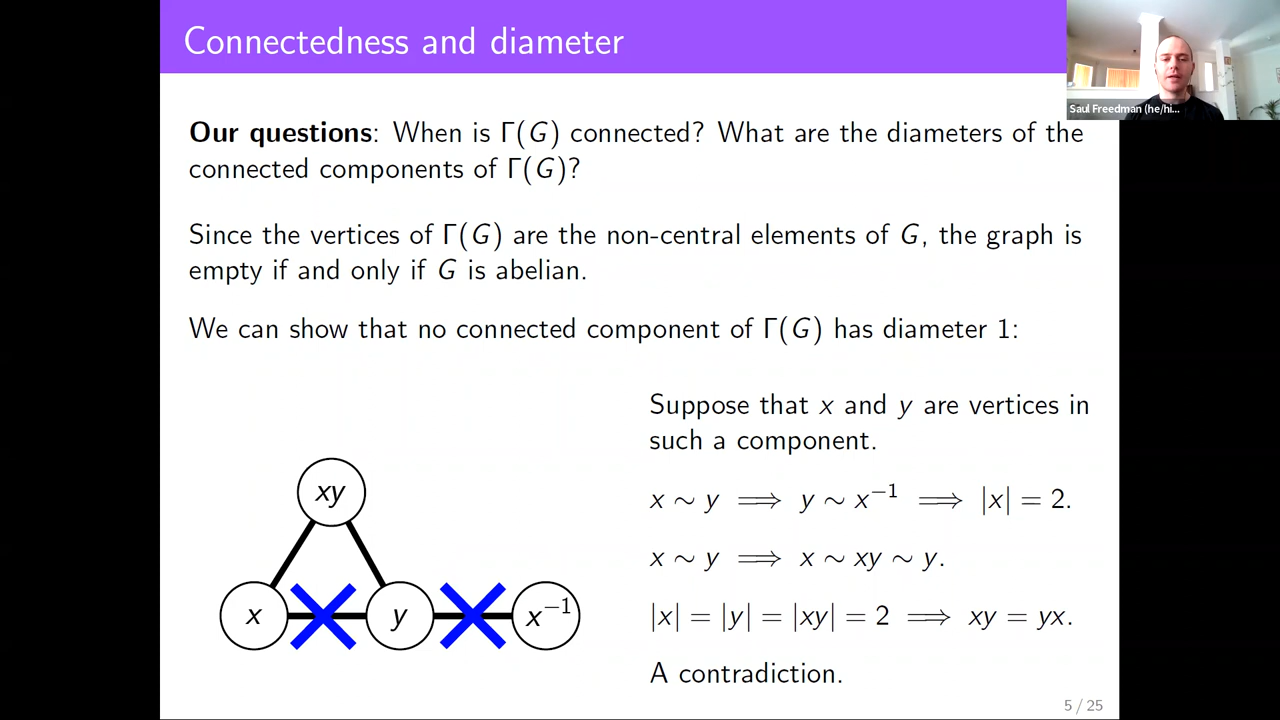 Connectedness and diameter
Saul Freedman (he/hi...
Our questions: When is Γ(G) connected? What are the diameters of the
connected components of Γ(G)?
Since the vertices of Γ(G) are the non-central elements of G, the graph is
empty if and only if G is abelian.
We can show that no connected component of Γ(G) has diameter 1:
xy
x
y
x⁻¹
Suppose that x and y are vertices in
such a component.
x ∼ y ⟹ y ∼ x⁻¹ ⟹ |x| = 2.
x ∼ y ⟹ x ∼ xy ∼ y.
|x| = |y| = |xy| = 2 ⟹ xy = yx.
A contradiction.
5 / 25